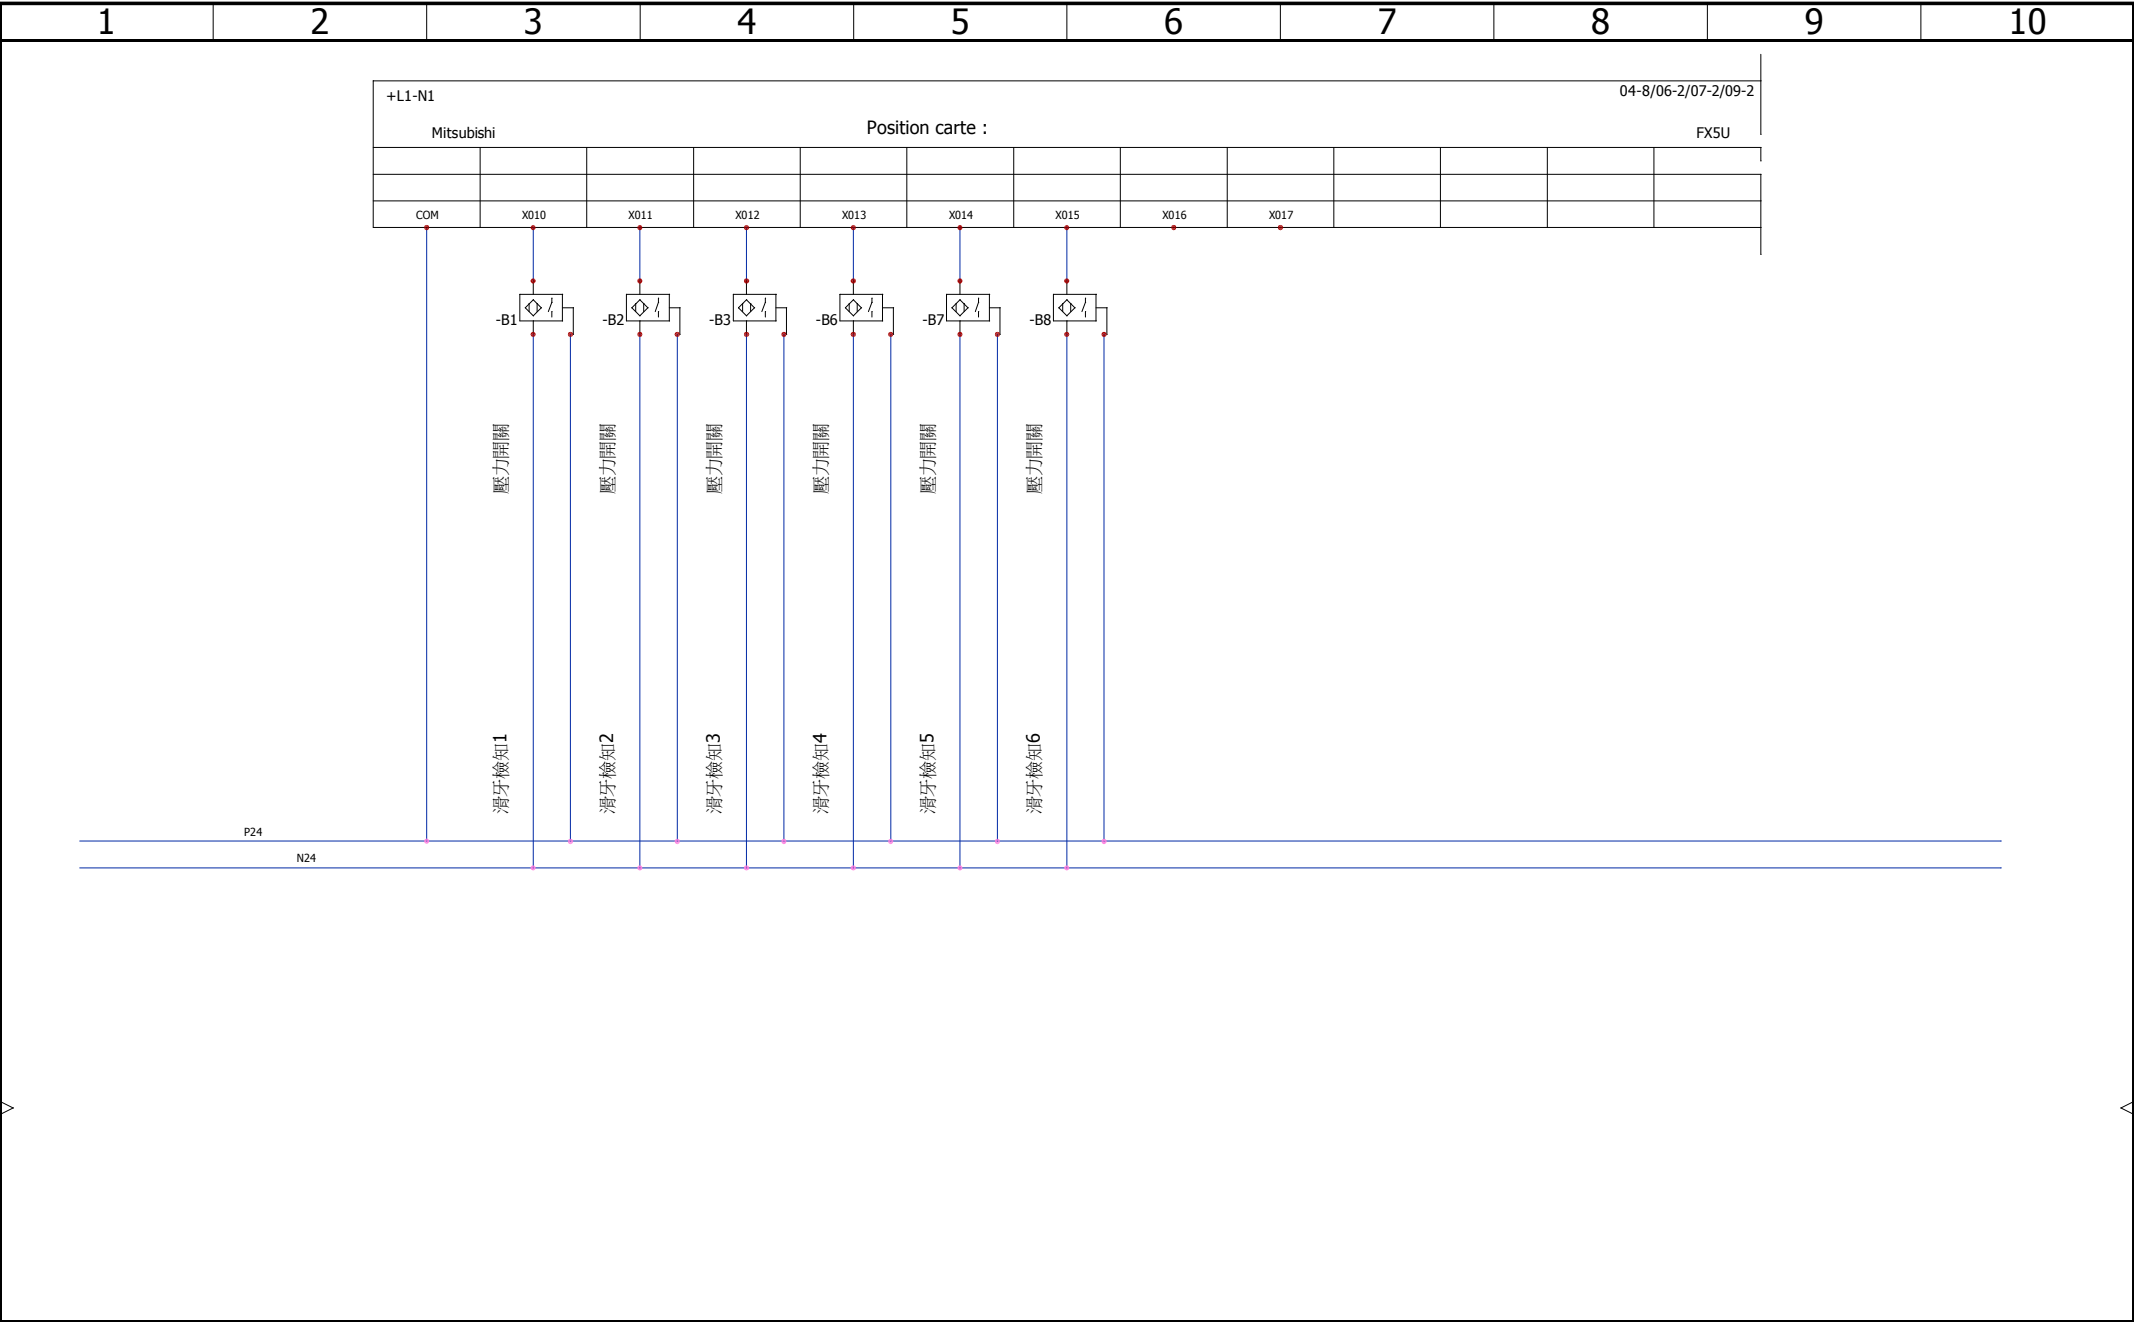 1 2 3 4 5 6 7 8 9 10
+L1-N1 04-8/06-2/07-2/09-2
Mitsubishi Position carte : FX5U
COM X010 X011 X012 X013 X014 X015 X016 X017
-B1 -B2 -B3 -B6 -B7 -B8
壓力開關 壓力開關 壓力開關 壓力開關 壓力開關 壓力開關
滑牙檢知1 滑牙檢知2 滑牙檢知3 滑牙檢知4 滑牙檢知5 滑牙檢知6
P24
N24